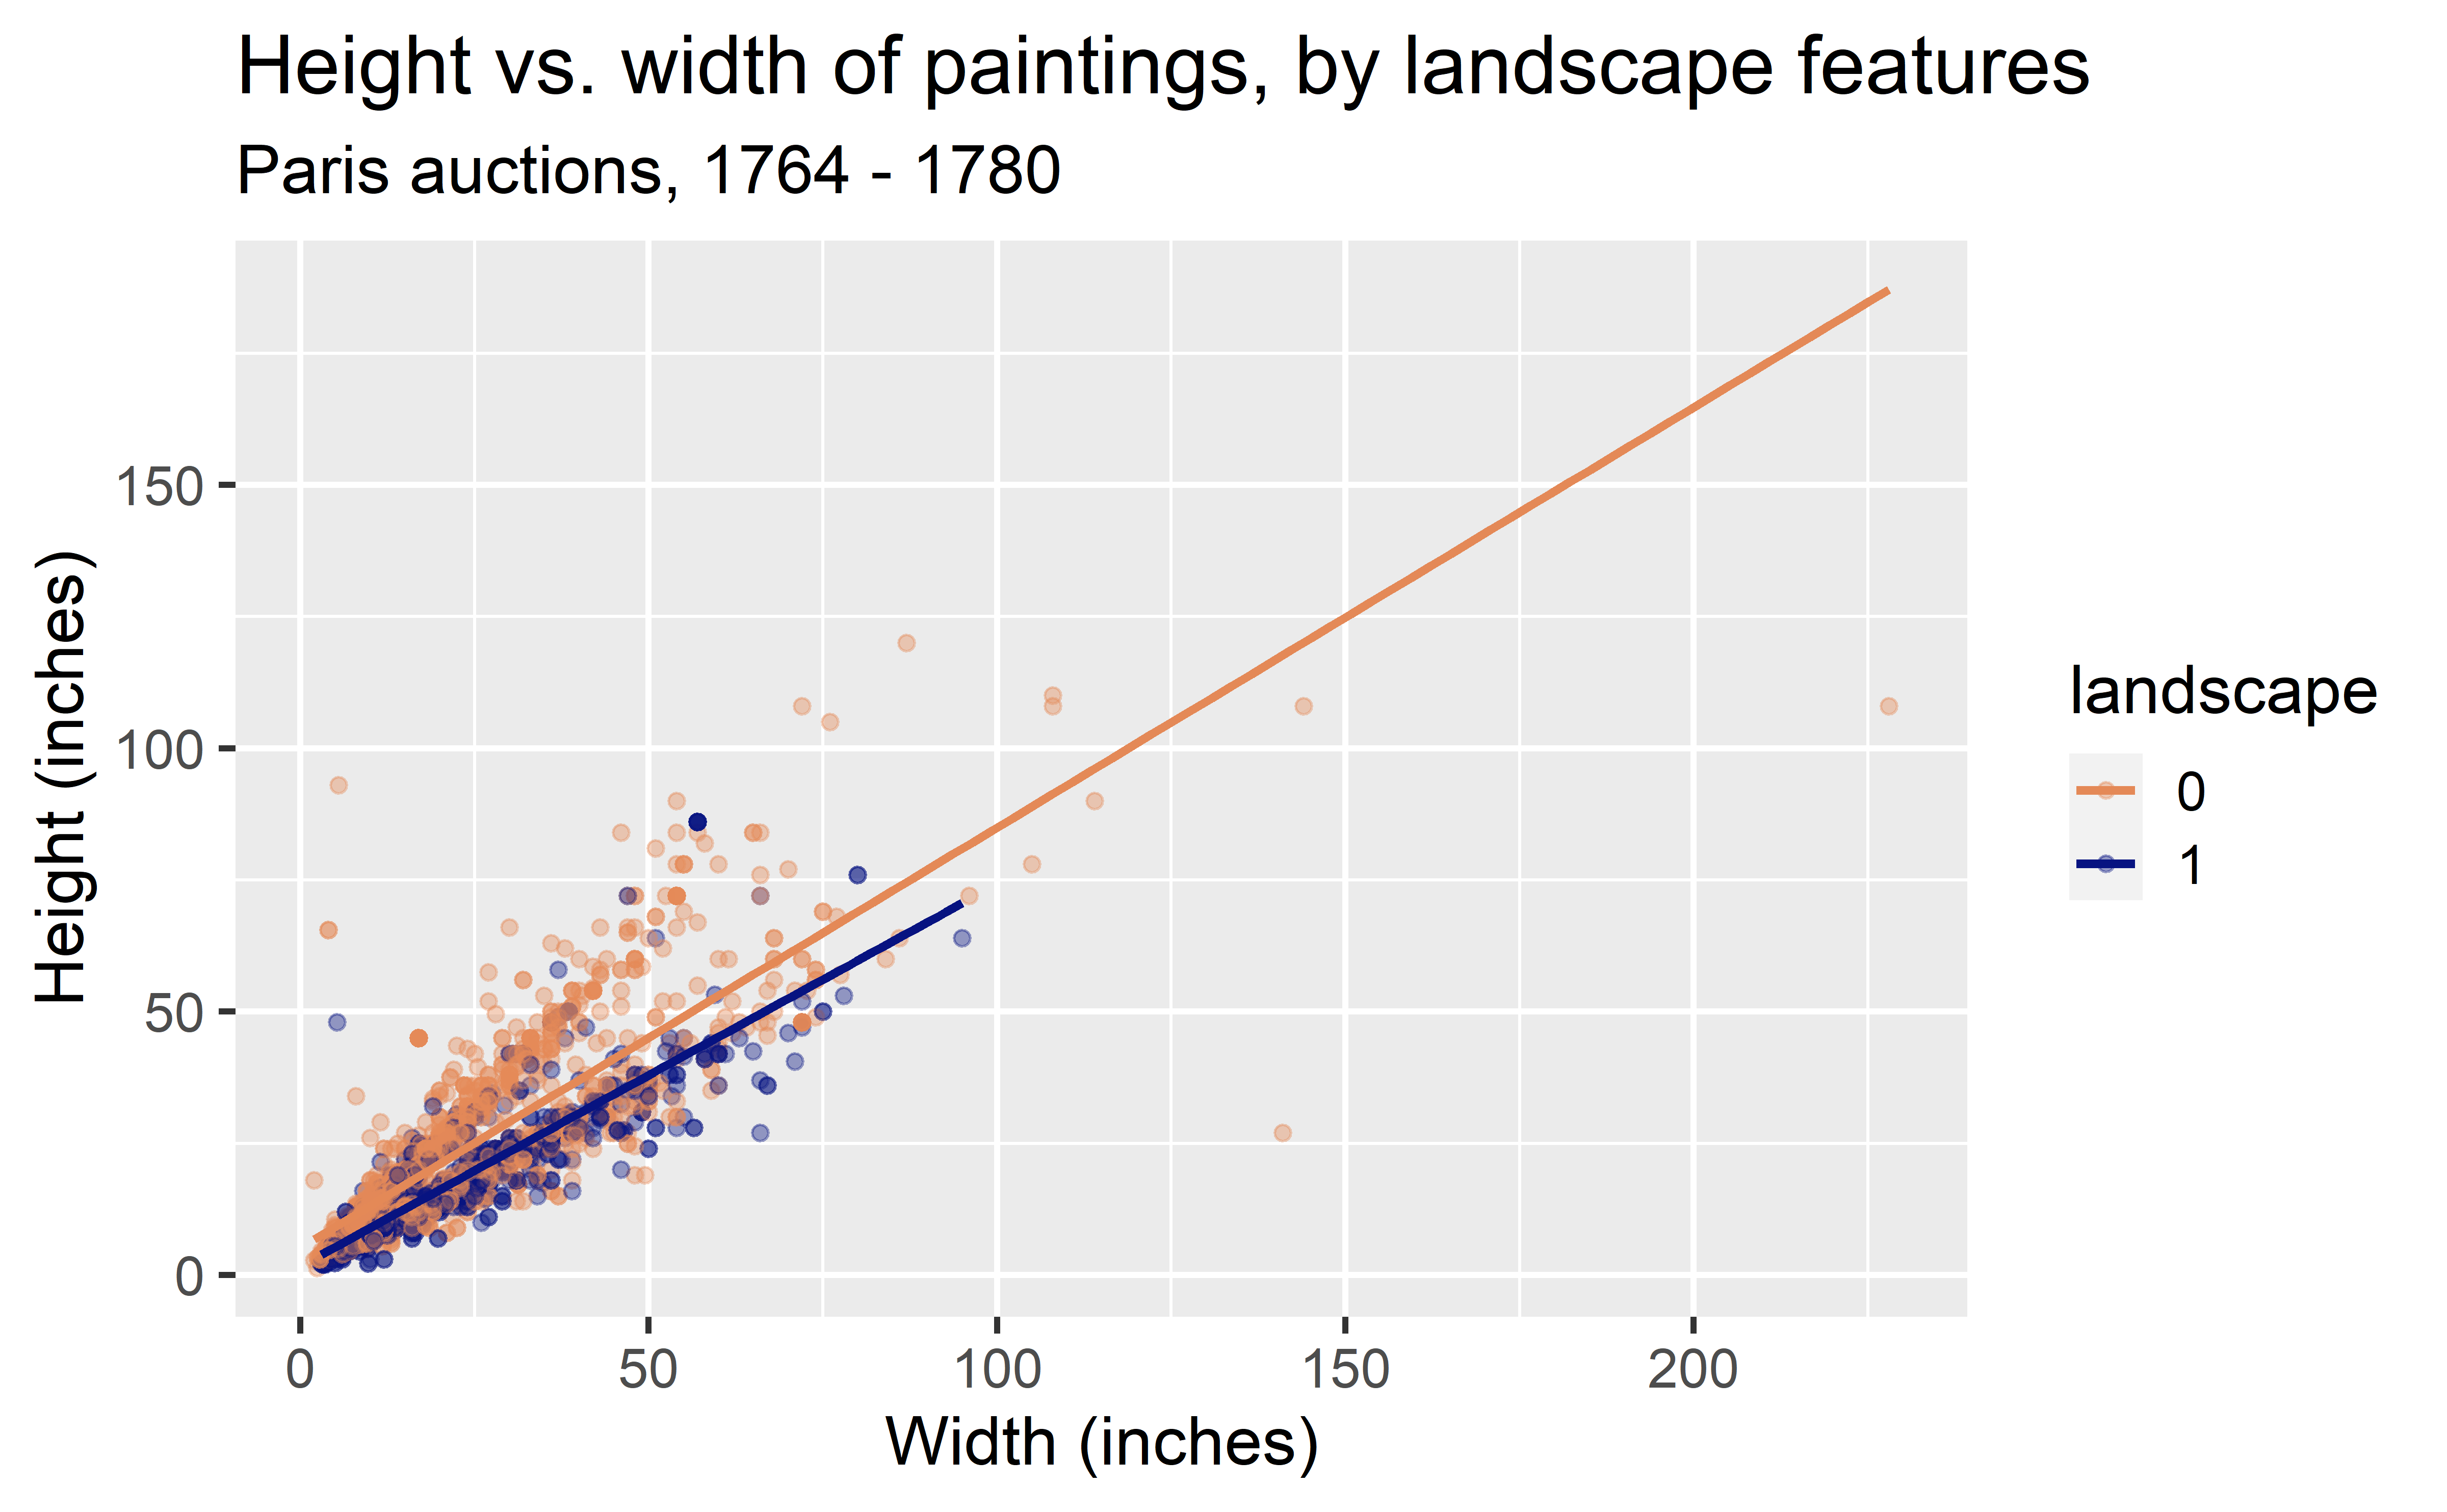 Height vs. width of paintings, by landscape features
Paris auctions, 1764 - 1780
150
100
50
0
Height (inches)
0 50 100 150 200
Width (inches)
landscape
0
1